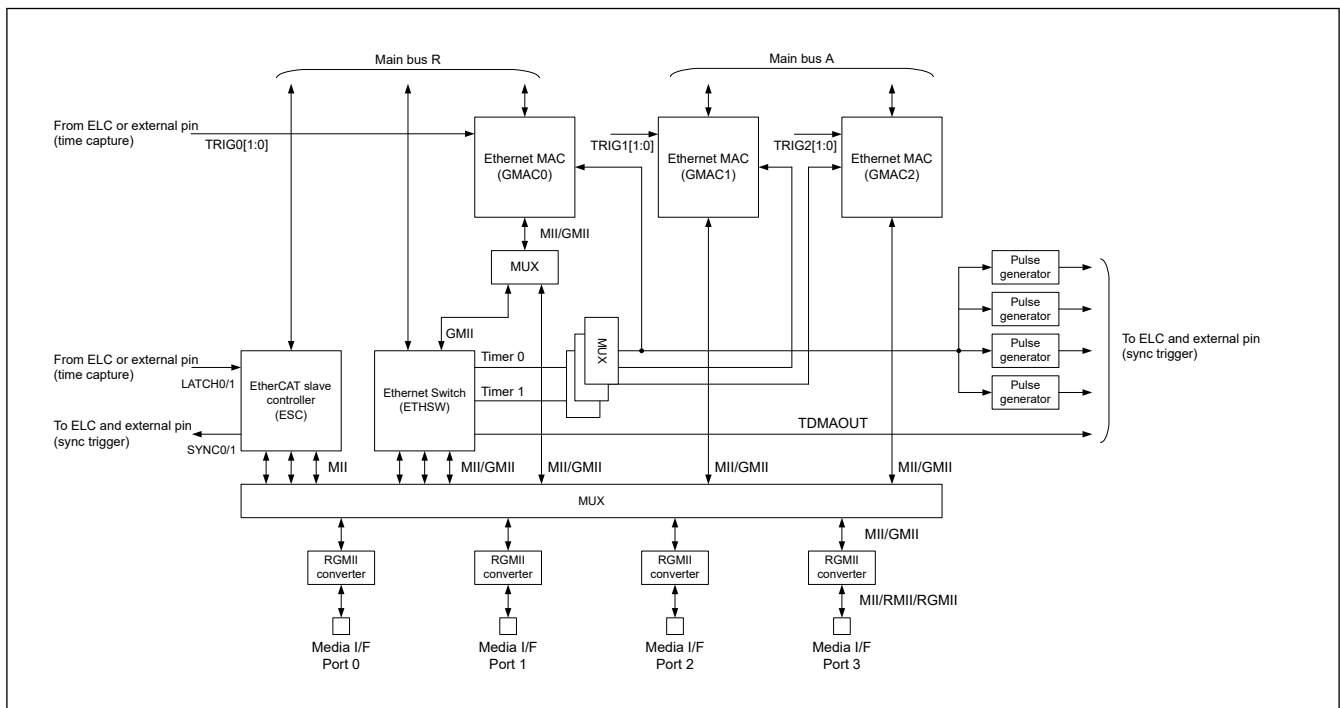 Main bus R
Main bus A
From ELC or external pin
(time capture)
TRIG0[1:0]
TRIG1[1:0]
TRIG2[1:0]
Ethernet MAC
(GMAC0)
Ethernet MAC
(GMAC1)
Ethernet MAC
(GMAC2)
MII/GMII
MUX
GMII
Pulse
generator
Pulse
generator
Pulse
generator
Pulse
generator
To ELC and external pin
(sync trigger)
From ELC or external pin
(time capture)
LATCH0/1
To ELC and external pin
(sync trigger)
SYNC0/1
EtherCAT slave
controller
(ESC)
Ethernet Switch
(ETHSW)
Timer 0
Timer 1
MUX
TDMAOUT
MII
MII/GMII
MII/GMII
MII/GMII
MII/GMII
MUX
MII/GMII
RGMII
converter
RGMII
converter
RGMII
converter
RGMII
converter
MII/RMII/RGMII
Media I/F
Port 0
Media I/F
Port 1
Media I/F
Port 2
Media I/F
Port 3